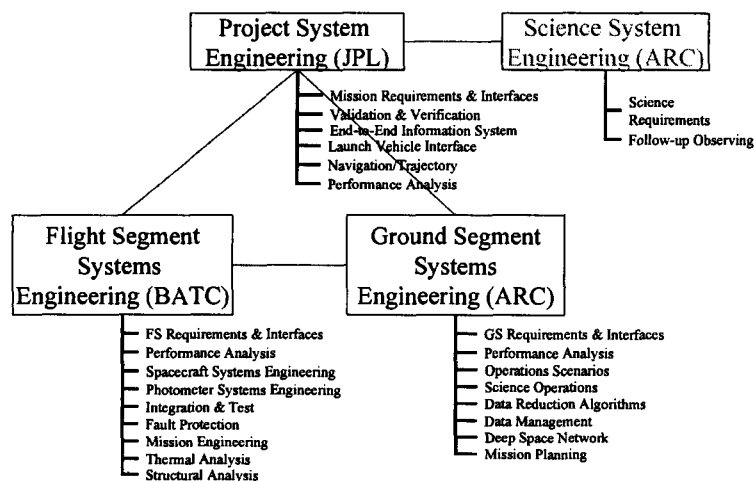 Project System
Engineering (JPL)
Science System
Engineering (ARC)
Mission Requirements & Interfaces
Validation & Verification
End-to-End Information System
Launch Vehicle Interface
Navigation/Trajectory
Performance Analysis
Science
Requirements
Follow-up Observing
Flight Segment
Systems
Engineering (BATC)
Ground Segment
Systems
Engineering (ARC)
FS Requirements & Interfaces
Performance Analysis
Spacecraft Systems Engineering
Photometer Systems Engineering
Integration & Test
Fault Protection
Mission Engineering
Thermal Analysis
Structural Analysis
GS Requirements & Interfaces
Performance Analysis
Operations Scenarios
Science Operations
Data Reduction Algorithms
Data Management
Deep Space Network
Mission Planning